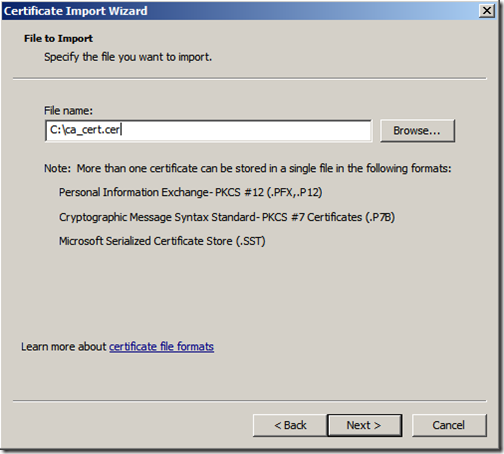 Certificate Import Wizard
File to Import
Specify the file you want to import.
File name:
C:\ca_cert.cer
Browse...
Note:  More than one certificate can be stored in a single file in the following formats:
Personal Information Exchange- PKCS #12 (.PFX,.P12)
Cryptographic Message Syntax Standard- PKCS #7 Certificates (.P7B)
Microsoft Serialized Certificate Store (.SST)
Learn more about certificate file formats
< Back
Next >
Cancel